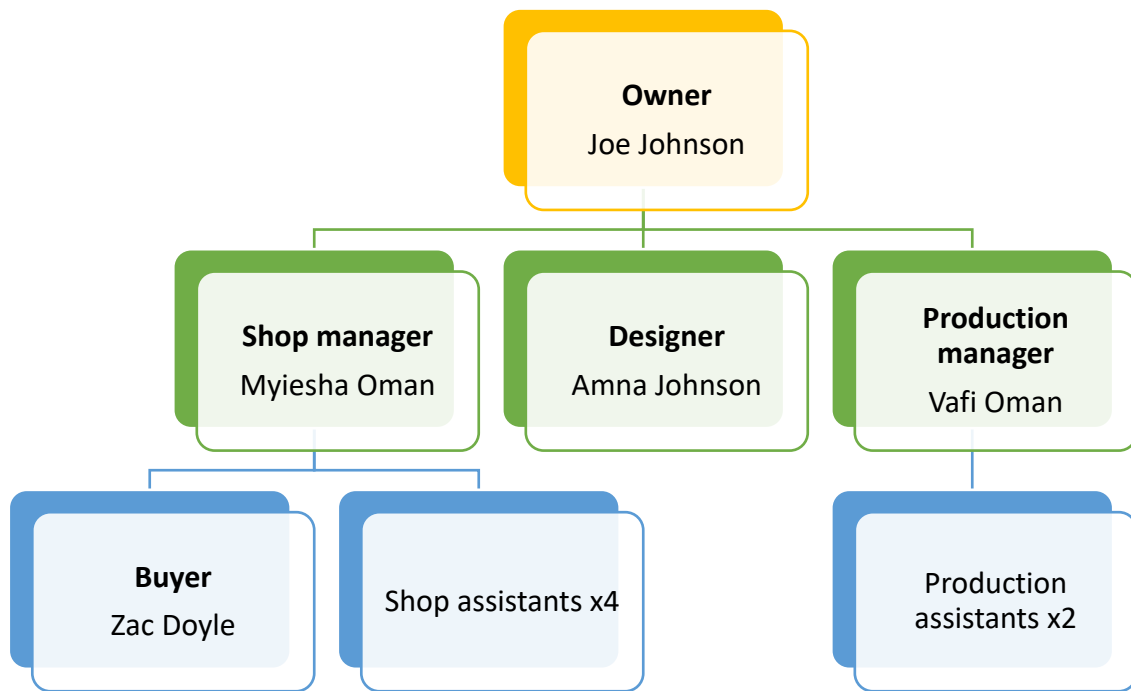 Owner
Joe Johnson
Shop manager
Myiesha Oman
Designer
Amna Johnson
Production
manager
Vafi Oman
Buyer
Zac Doyle
Shop assistants x4
Production
assistants x2